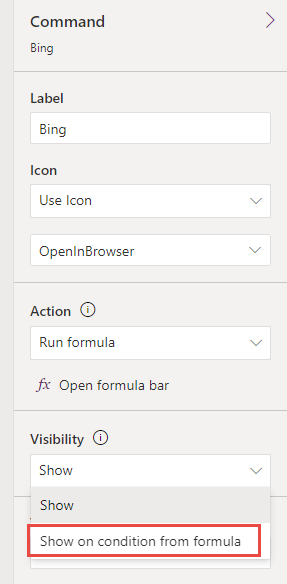 Command
Bing
Label
Bing
Icon
Use Icon
OpenInBrowser
Action
Run formula
fx Open formula bar
Visibility
Show
Show
Show on condition from formula